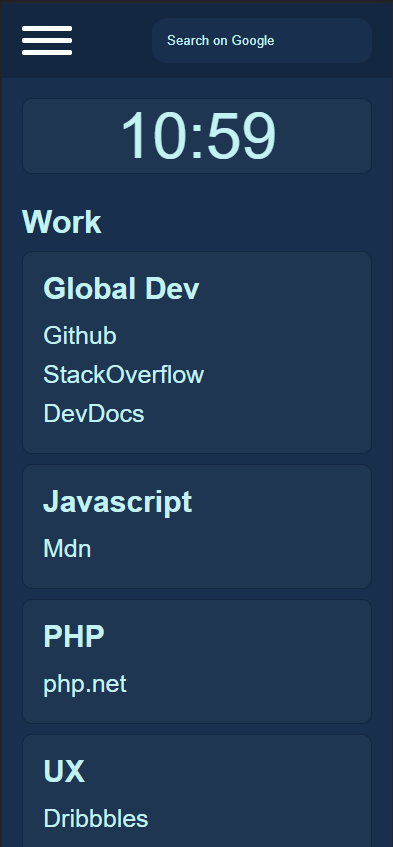 Search on Google
10:59
Work
Global Dev
Github
StackOverflow
DevDocs
Javascript
Mdn
PHP
php.net
UX
Dribbbles